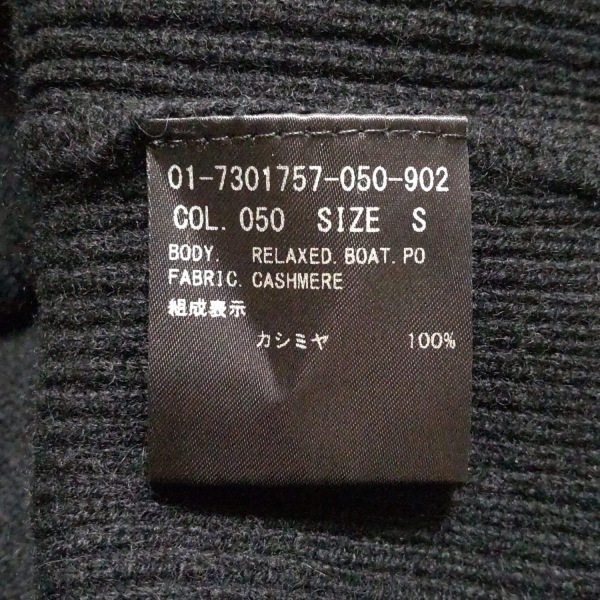 01-7301757-050-902
COL. 050 SIZE S
BODY. RELAXED. BOAT. PO
FABRIC. CASHMERE
組成表示
カシミヤ 100%